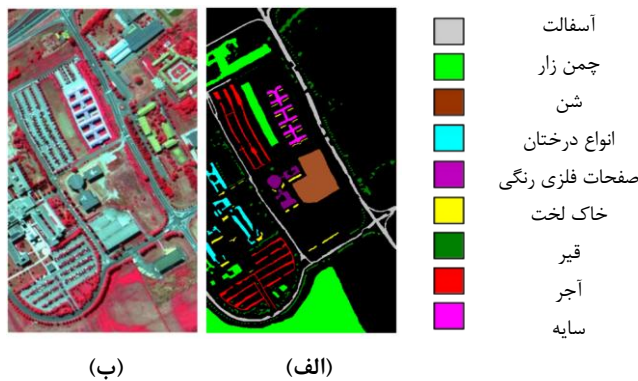 آسفالت
چمن زار
شن
انواع درختان
صفحات فلزی رنگی
خاک لخت
قیر
آجر
سایه
(الف)
(ب)